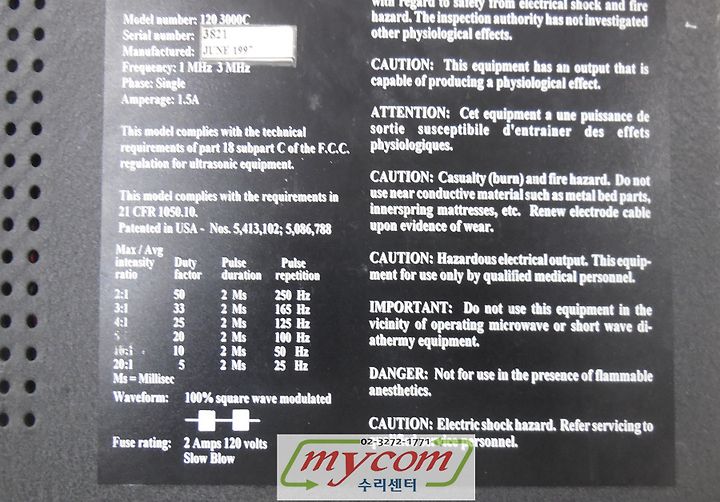 Model number: 120 3000C
Serial number: 3821
Manufactured: JUNE 1997
Frequency: 1 MHz 3 MHz
Phase: Single
Amperage: 1.5A
This model complies with the technical
requirements of part 18 subpart C of the F.C.C.
regulation for ultrasonic equipment.
This model complies with the requirements in
21 CFR 1050.10.
Patented in USA - Nos. 5,413,102; 5,086,788
Max / Avg
intensity Duty Pulse Pulse
ratio factor duration repetition
2:1 50 2 Ms 250 Hz
3:1 33 2 Ms 165 Hz
4:1 25 2 Ms 125 Hz
20 2 Ms 100 Hz
10:1 10 2 Ms 50 Hz
20:1 5 2 Ms 25 Hz
Ms = Millisec
Waveform: 100% square wave modulated
Fuse rating: 2 Amps 120 volts
Slow Blow
with regard to safety from electrical shock and fire
hazard. The inspection authority has not investigated
other physiological effects.
CAUTION: This equipment has an output that is
capable of producing a physiological effect.
ATTENTION: Cet equipment a une puissance de
sortie susceptible d'entrainer des effets
physiologiques.
CAUTION: Casualty (burn) and fire hazard. Do not
use near conductive material such as metal bed parts,
innerspring mattresses, etc. Renew electrode cable
upon evidence of wear.
CAUTION: Hazardous electrical output. This equip-
ment for use only by qualified medical personnel.
IMPORTANT: Do not use this equipment in the
vicinity of operating microwave or short wave di-
athermy equipment.
DANGER: Not for use in the presence of flammable
anesthetics.
CAUTION: Electric shock hazard. Refer servicing to
personnel.
02-3272-1771
mycom
수리센터